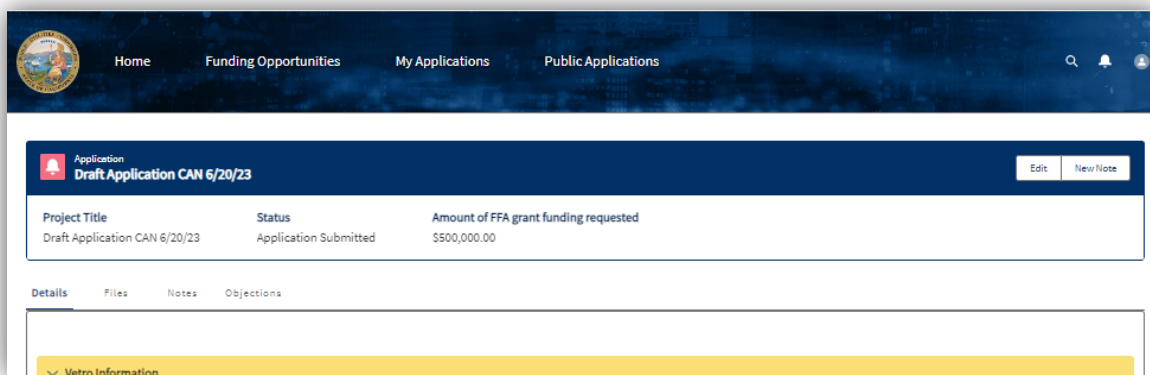 Home Funding Opportunities My Applications Public Applications
Application
Draft Application CAN 6/20/23
Edit New Note
Project Title Status Amount of FFA grant funding requested
Draft Application CAN 6/20/23 Application Submitted $500,000.00
Details Files Notes Objections
Vetro Information